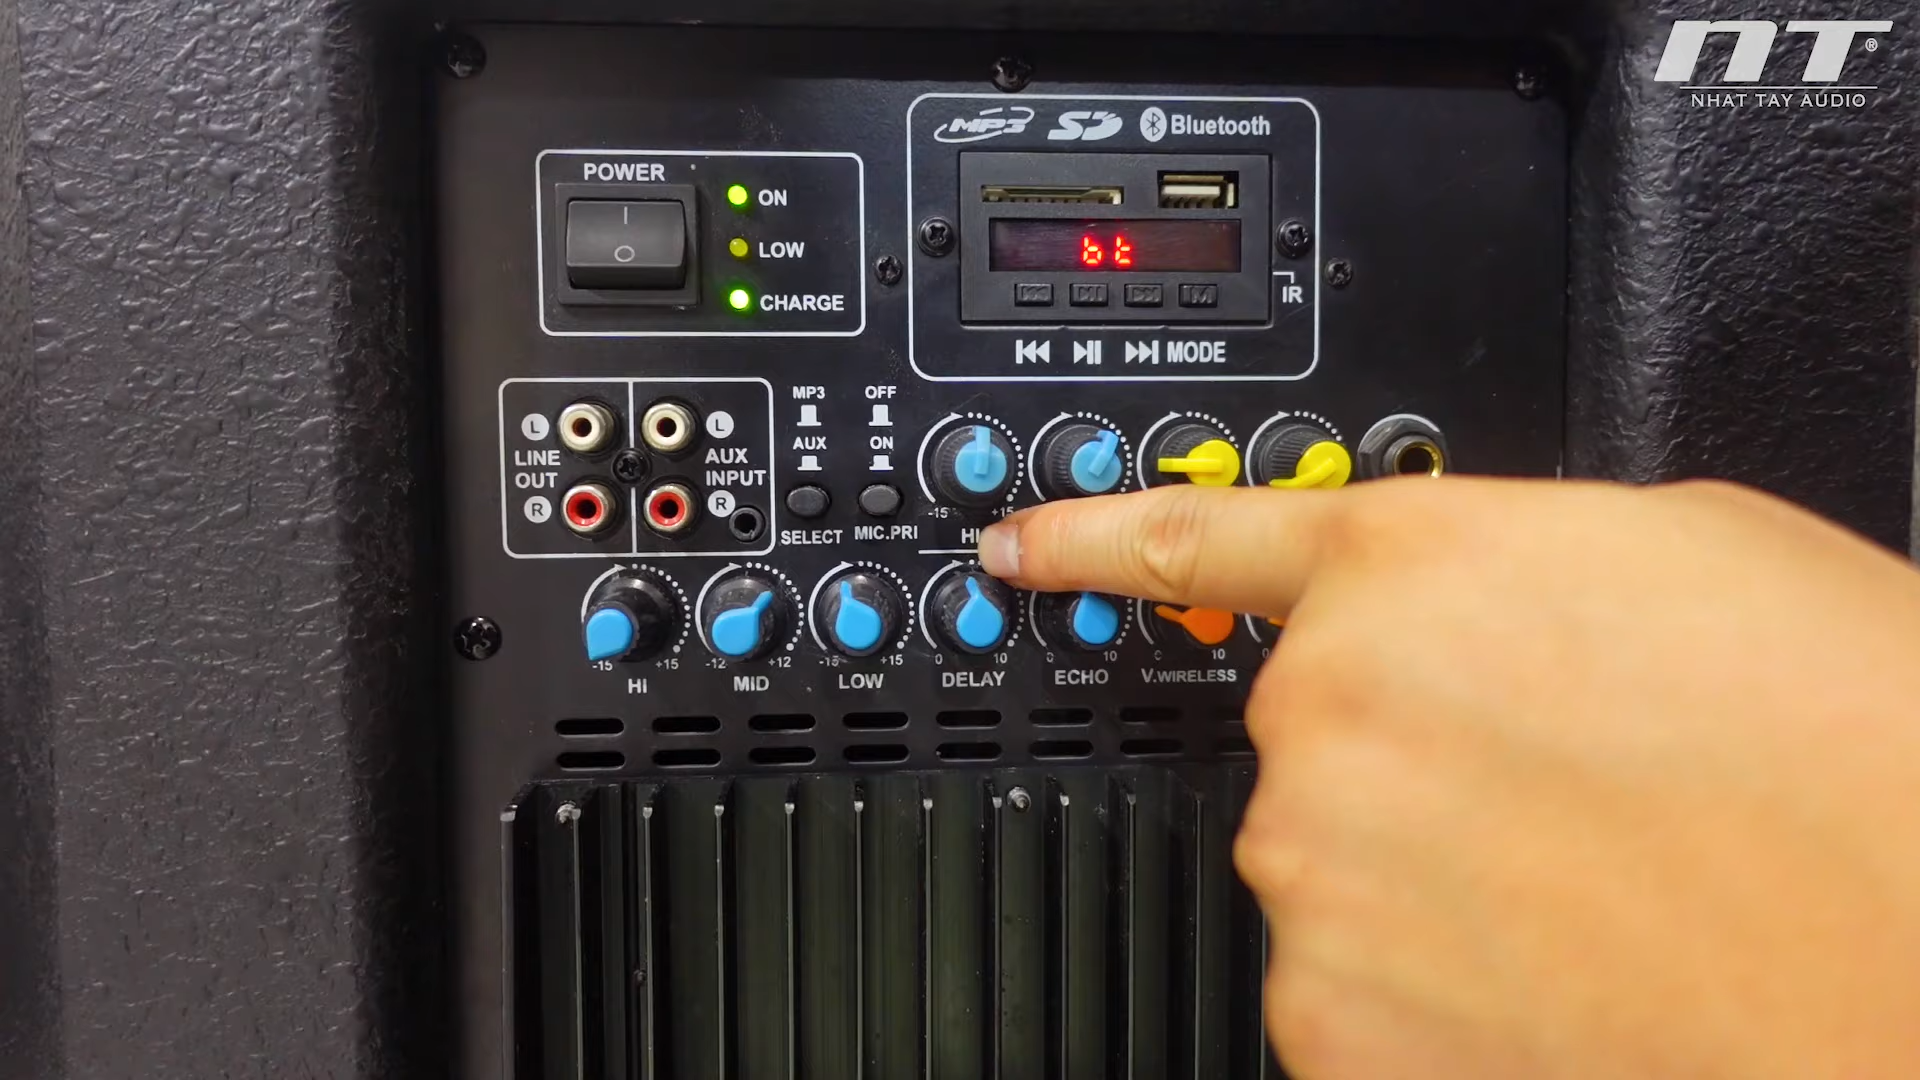 NT®
NHAT TAY AUDIO
MP3 SD Bluetooth
POWER
ON
LOW
CHARGE
bt
IR
MODE
L
LINE
OUT
R
L
AUX
INPUT
R
MP3
AUX
SELECT
OFF
ON
MIC.PRI
-15 +15
-15 +15
HI
-12 +12
MID
-15 +15
LOW
0 10
DELAY
0 10
ECHO
0 10
V.WIRELESS
0